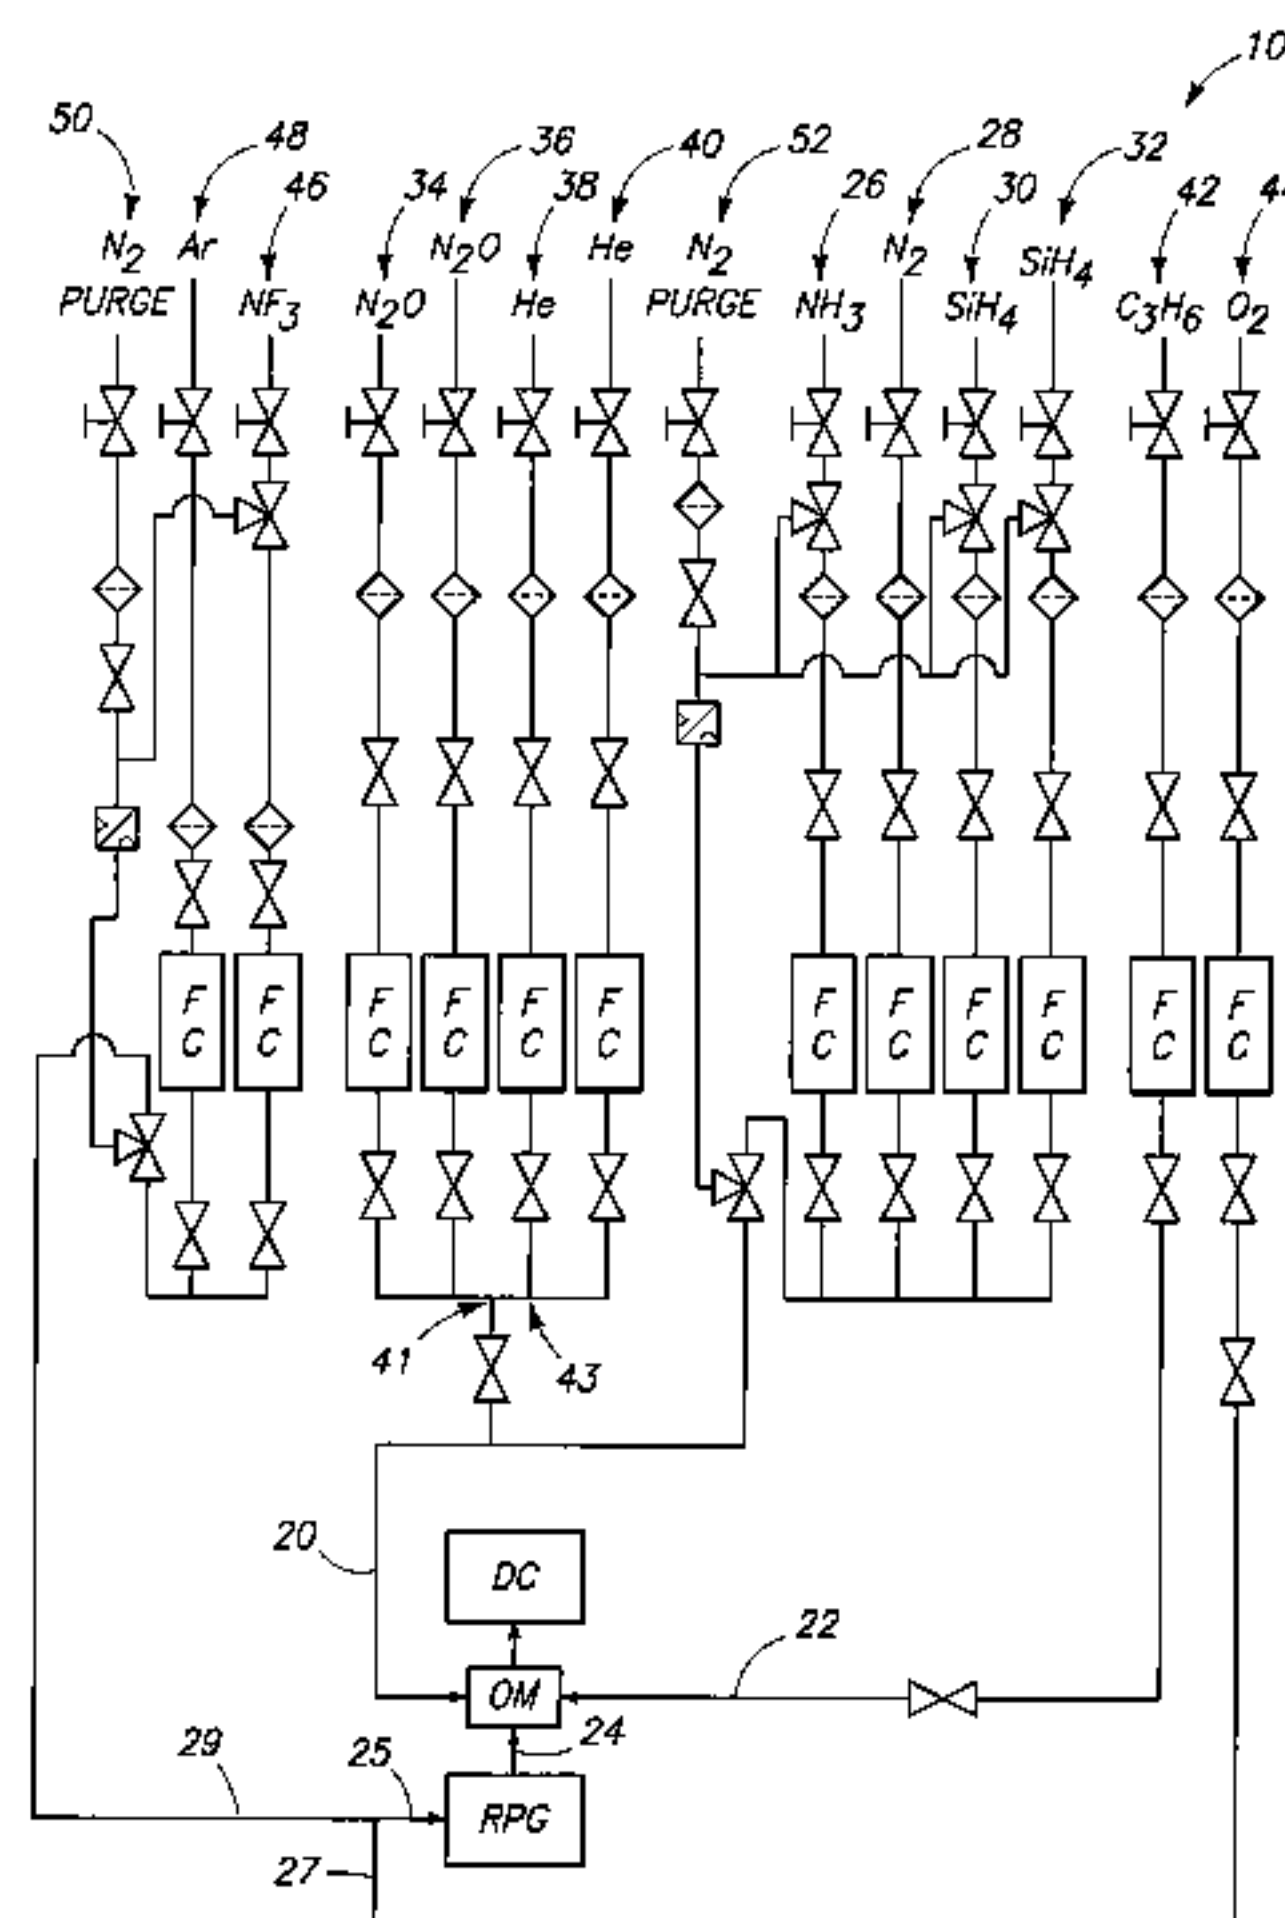 10
50 48 36 40 52 28 32
46 34 38 26 30 42 4
N2 Ar N2O He N2 N2 SiH4
PURGE NF3 N2O He PURGE NH3 SiH4 C3H6 O2
F F F F F F F F F F F F
C C C C C C C C C C C C
41 43
20
DC
22
OM
24
29 25
RPG
27